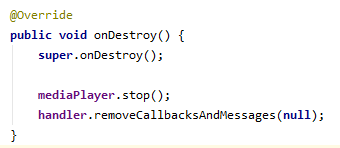 @Override
public void onDestroy() {
    super.onDestroy();

    mediaPlayer.stop();
    handler.removeCallbacksAndMessages(null);
}